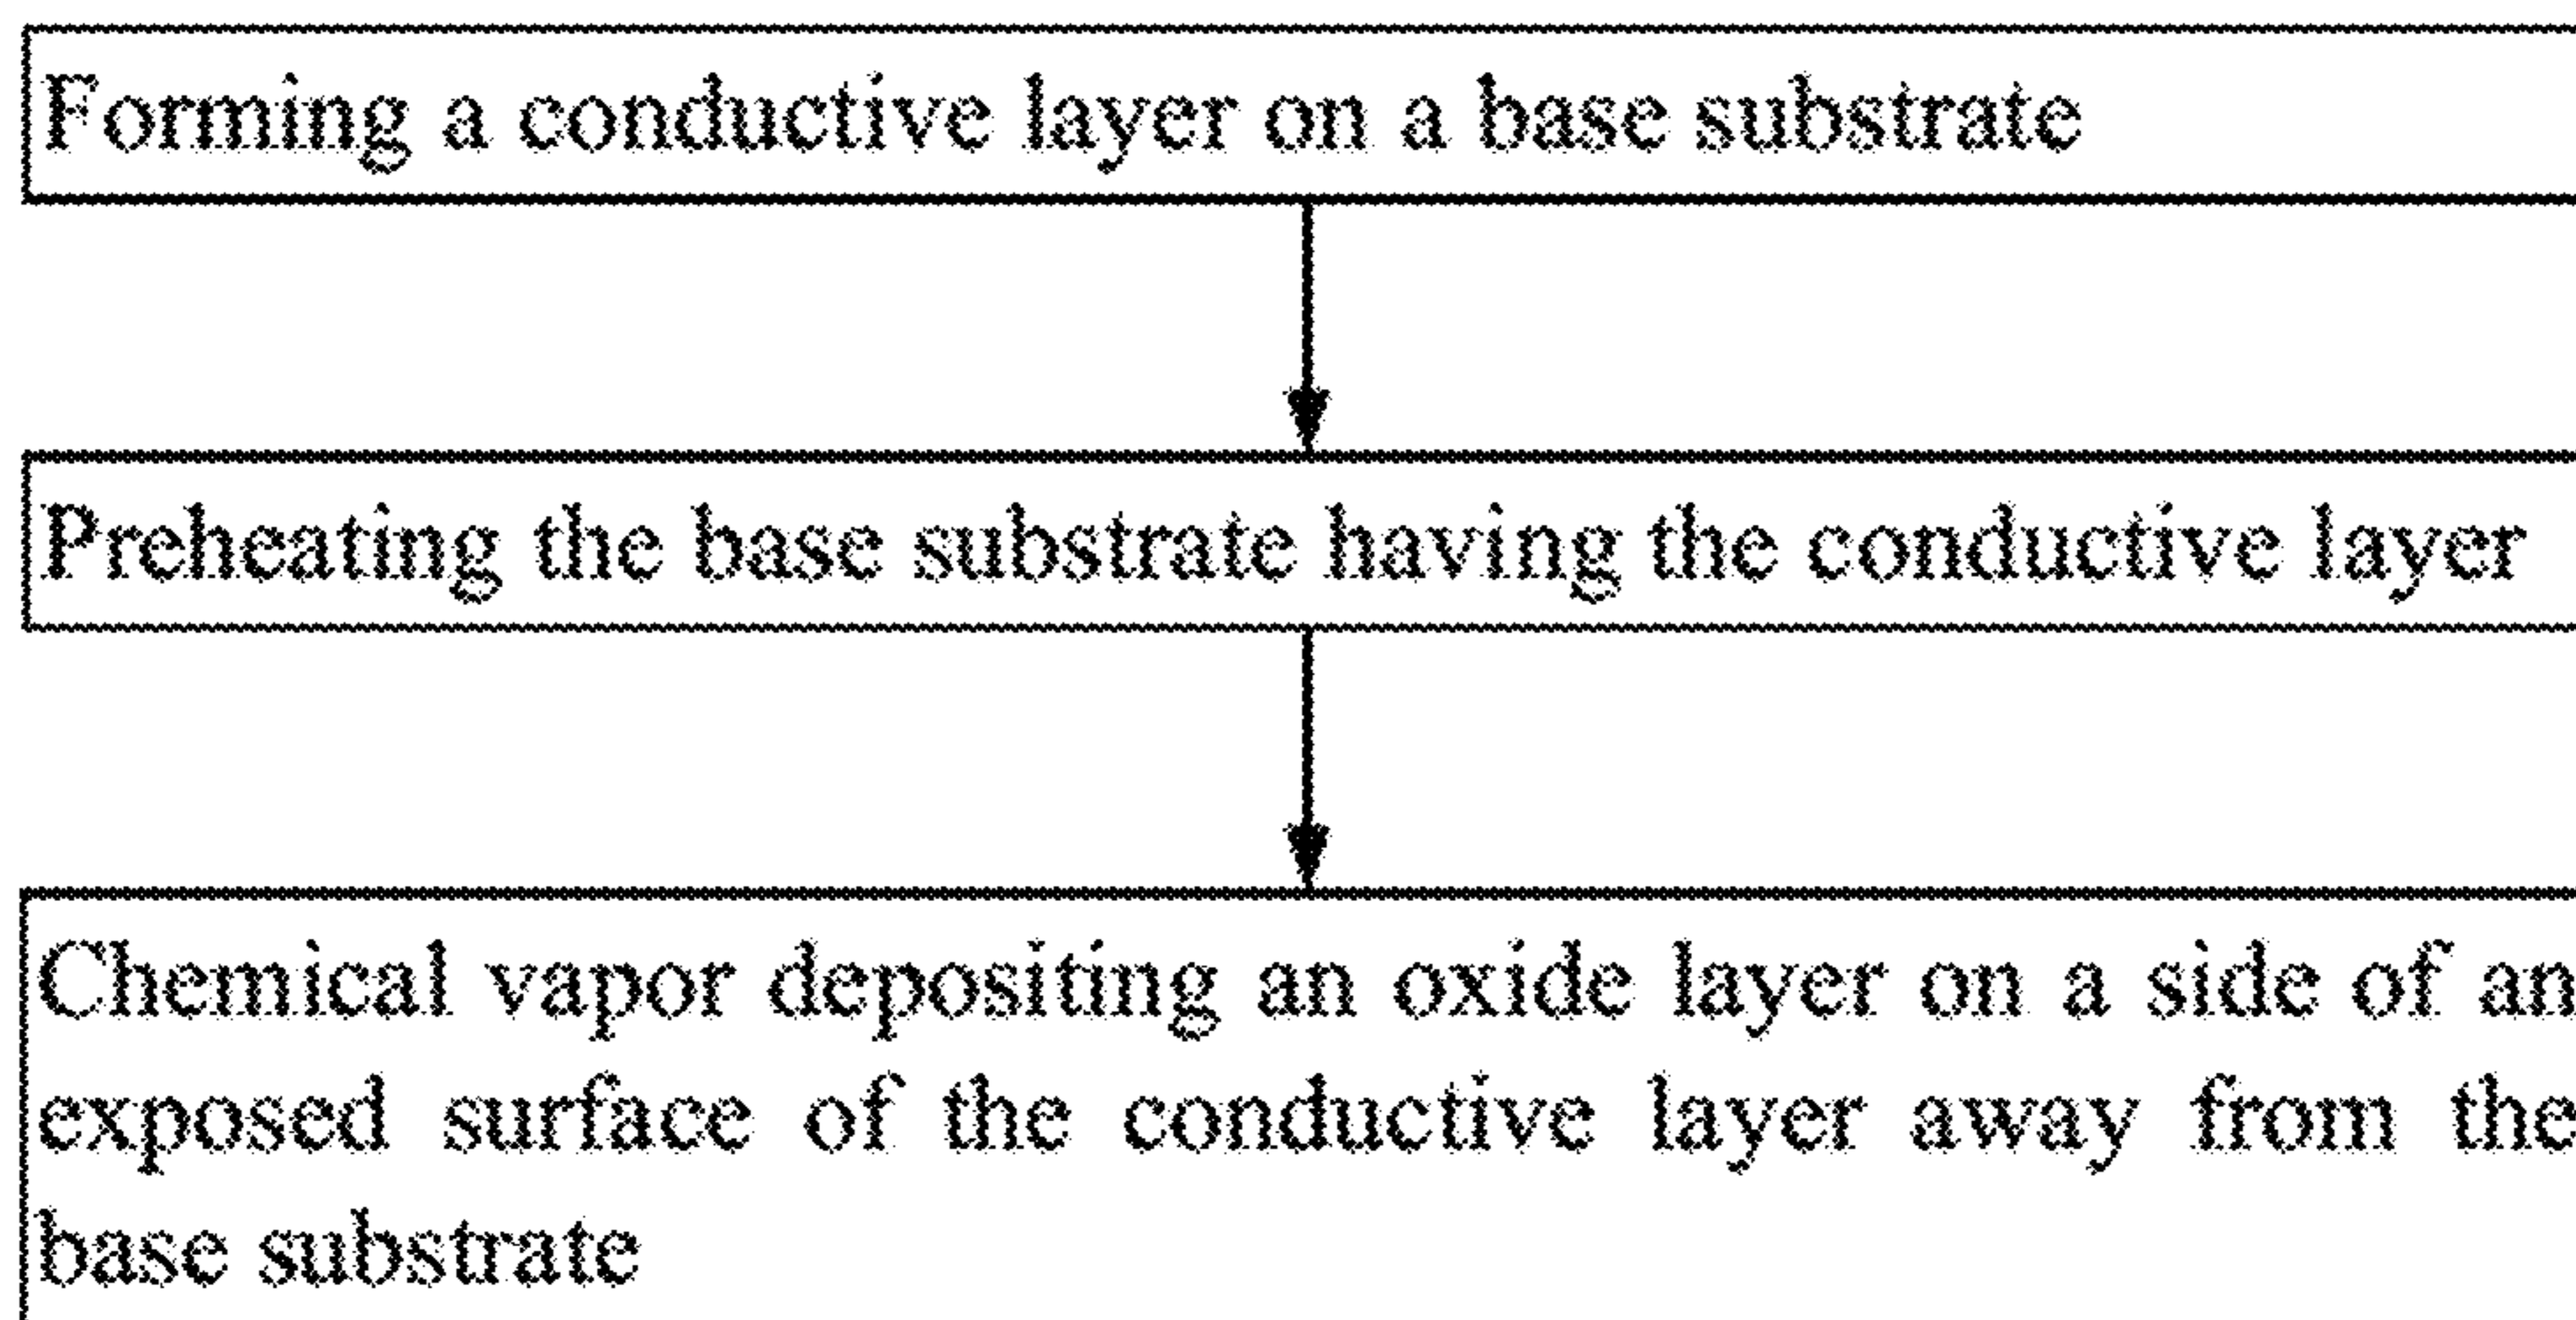 Forming a conductive layer on a base substrate
Preheating the base substrate having the conductive layer
Chemical vapor depositing an oxide layer on a side of an
exposed surface of the conductive layer away from the
base substrate